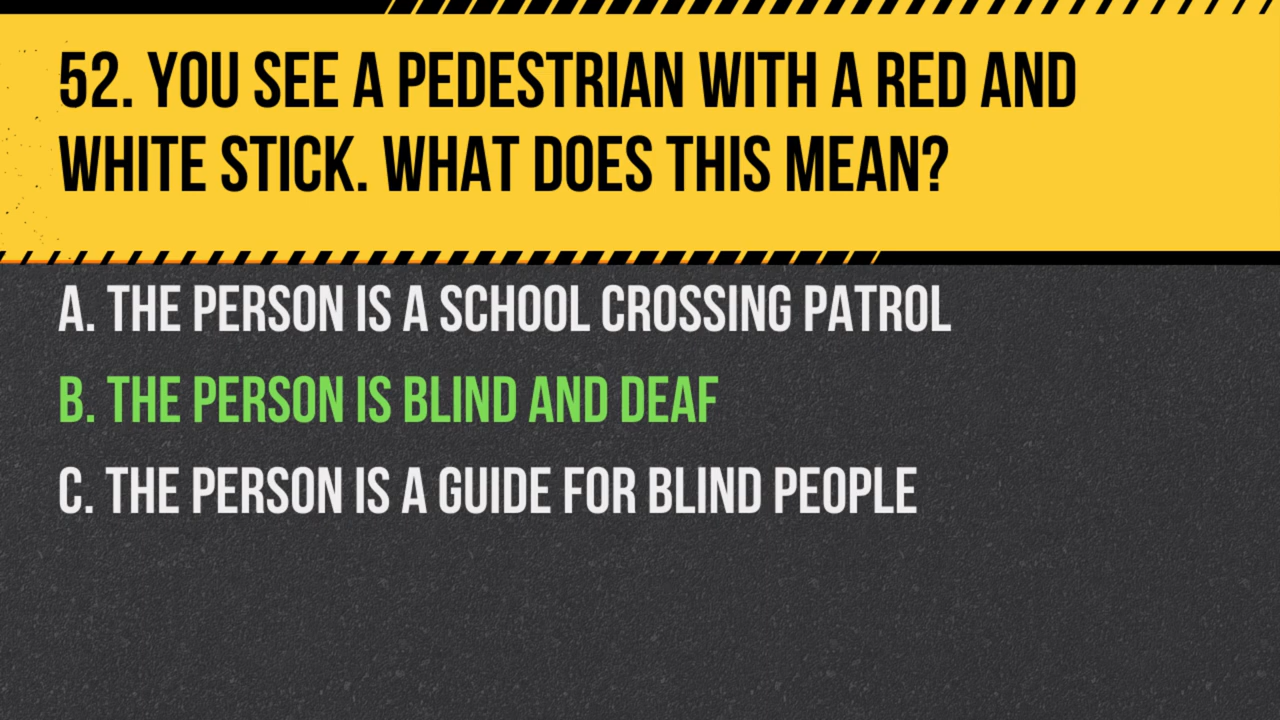 52. YOU SEE A PEDESTRIAN WITH A RED AND
WHITE STICK. WHAT DOES THIS MEAN?
A. THE PERSON IS A SCHOOL CROSSING PATROL
B. THE PERSON IS BLIND AND DEAF
C. THE PERSON IS A GUIDE FOR BLIND PEOPLE